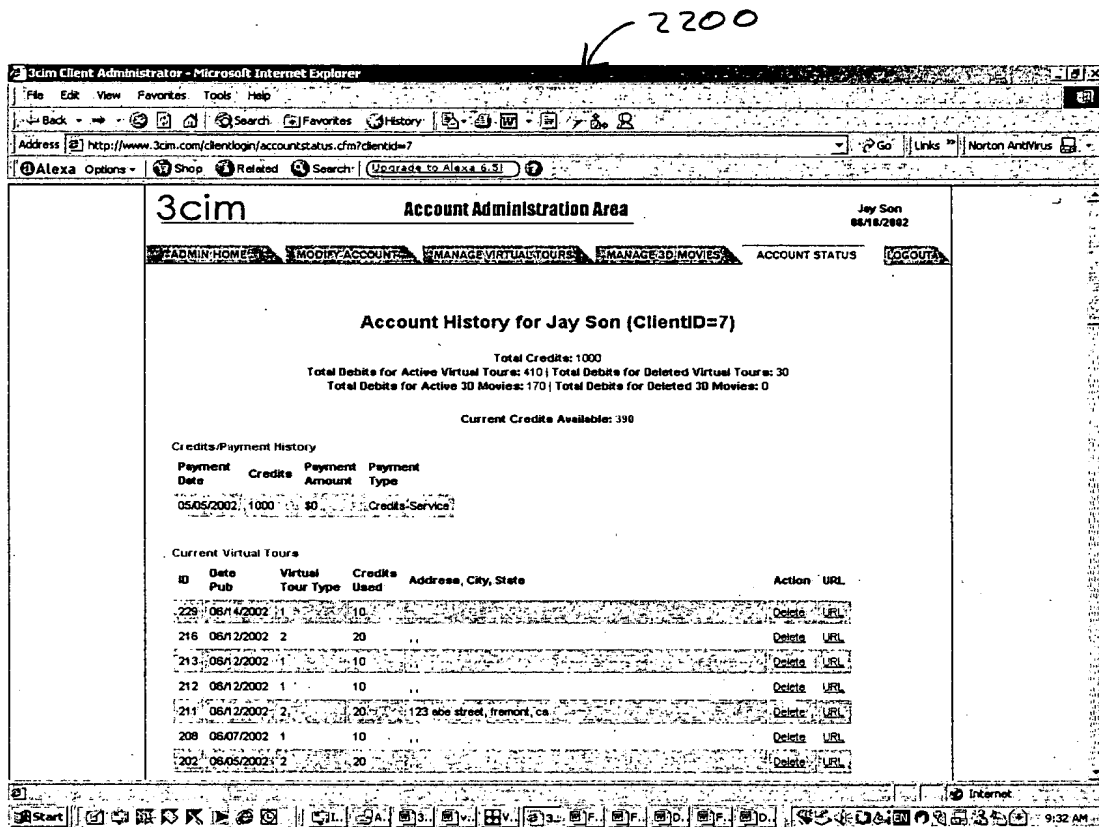 2200
3cim Client Administrator - Microsoft Internet Explorer
File Edit View Favorites Tools Help
Back Search Favorites History
Address http://www.3cim.com/clientlogin/accountstatus.cfm?clientid=7 Go Links » Norton AntiVirus
Alexa Options Shop Related Search Upgrade to Alexa 6.5!
3cim Account Administration Area Jay Son
06/18/2002
ADMIN HOME MODIFY ACCOUNT MANAGE VIRTUAL TOURS MANAGE 3D MOVIES ACCOUNT STATUS LOGOUT
Account History for Jay Son (ClientID=7)
Total Credits: 1000
Total Debits for Active Virtual Tours: 410 | Total Debits for Deleted Virtual Tours: 30
Total Debits for Active 3D Movies: 170 | Total Debits for Deleted 3D Movies: 0
Current Credits Available: 390
Credits/Payment History
Payment Date Credits Payment Amount Payment Type
05/05/2002 1000 $0 Credits-Service
Current Virtual Tours
ID Date Pub Virtual Tour Type Credits Used Address, City, State Action URL
229 06/14/2002 1 10 Delete URL
216 06/12/2002 2 20 , , Delete URL
213 06/12/2002 1 10 Delete URL
212 06/12/2002 1 10 , , Delete URL
211 06/12/2002 2 20 123 abe street, fremont, ca Delete URL
208 06/07/2002 1 10 , , Delete URL
202 06/05/2002 2 20 , , Delete URL
Internet
Start EN 9:32 AM